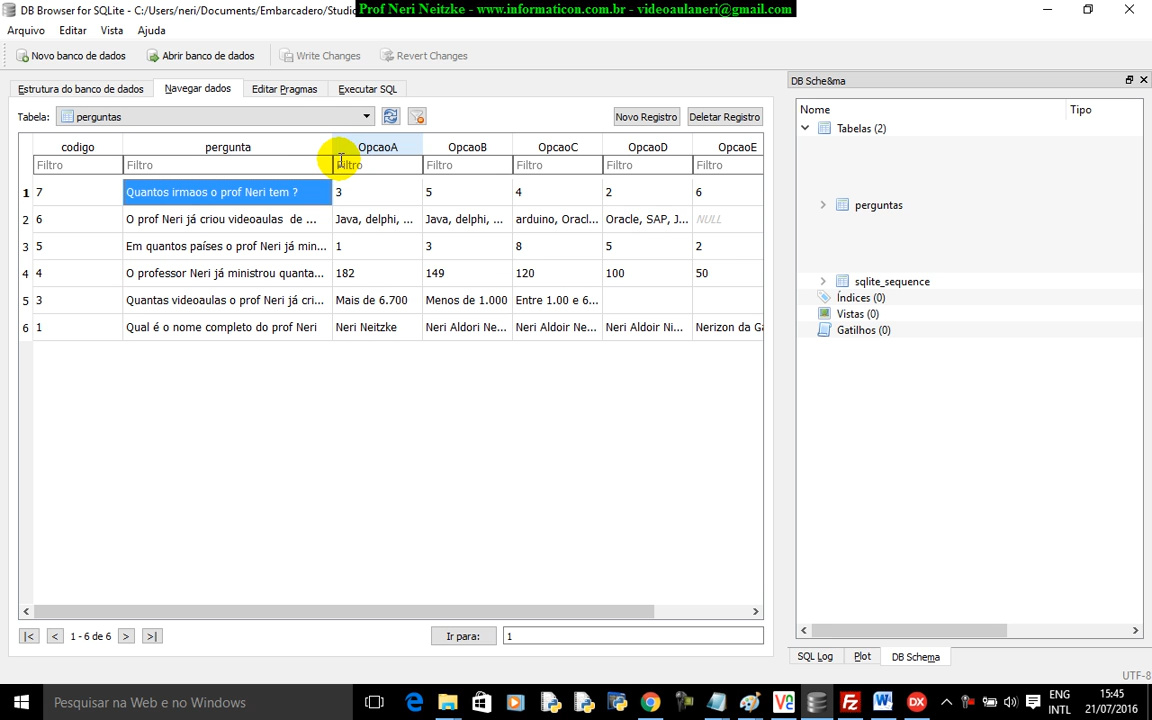 DB Browser for SQLite - C:/Users/neri/Documents/Embarcadero/Studio
Prof Neri Neitzke - www.informaticon.com.br - videoaulaneri@gmail.com
Arquivo Editar Vista Ajuda
Novo banco de dados Abrir banco de dados Write Changes Revert Changes
Estrutura do banco de dados Navegar dados Editar Pragmas Executar SQL
Tabela: perguntas Novo Registro Deletar Registro
codigo pergunta OpcaoA OpcaoB OpcaoC OpcaoD OpcaoE
Filtro Filtro Filtro Filtro Filtro Filtro Filtro
1 7 Quantos irmaos o prof Neri tem ? 3 5 4 2 6
2 6 O prof Neri já criou videoaulas de ... Java, delphi, ... Java, delphi, ... arduino, Oracl... Oracle, SAP, J... NULL
3 5 Em quantos países o prof Neri já min... 1 3 8 5 2
4 4 O professor Neri já ministrou quanta... 182 149 120 100 50
5 3 Quantas videoaulas o prof Neri já cri... Mais de 6.700 Menos de 1.000 Entre 1.00 e 6...
6 1 Qual é o nome completo do prof Neri Neri Neitzke Neri Aldori Ne... Neri Aldoir Ne... Neri Aldoir Ni... Nerizon da Ga
1 - 6 de 6 Ir para: 1
DB Sche&ma
Nome Tipo
Tabelas (2)
perguntas
sqlite_sequence
Índices (0)
Vistas (0)
Gatilhos (0)
SQL Log Plot DB Schema
UTF-8
Pesquisar na Web e no Windows
ENG
INTL
15:45
21/07/2016